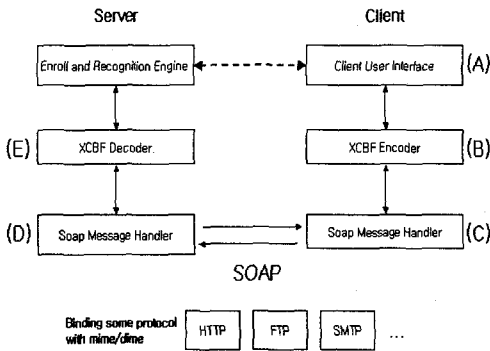 Server
Client
Enroll and Recognition Engine
Client User Interface
(A)
(E)
XCBF Decoder.
XCBF Encoder
(B)
(D)
Soap Message Handler
Soap Message Handler
(C)
SOAP
Binding some protocol
with mime/dime
HTTP
FTP
SMTP
...